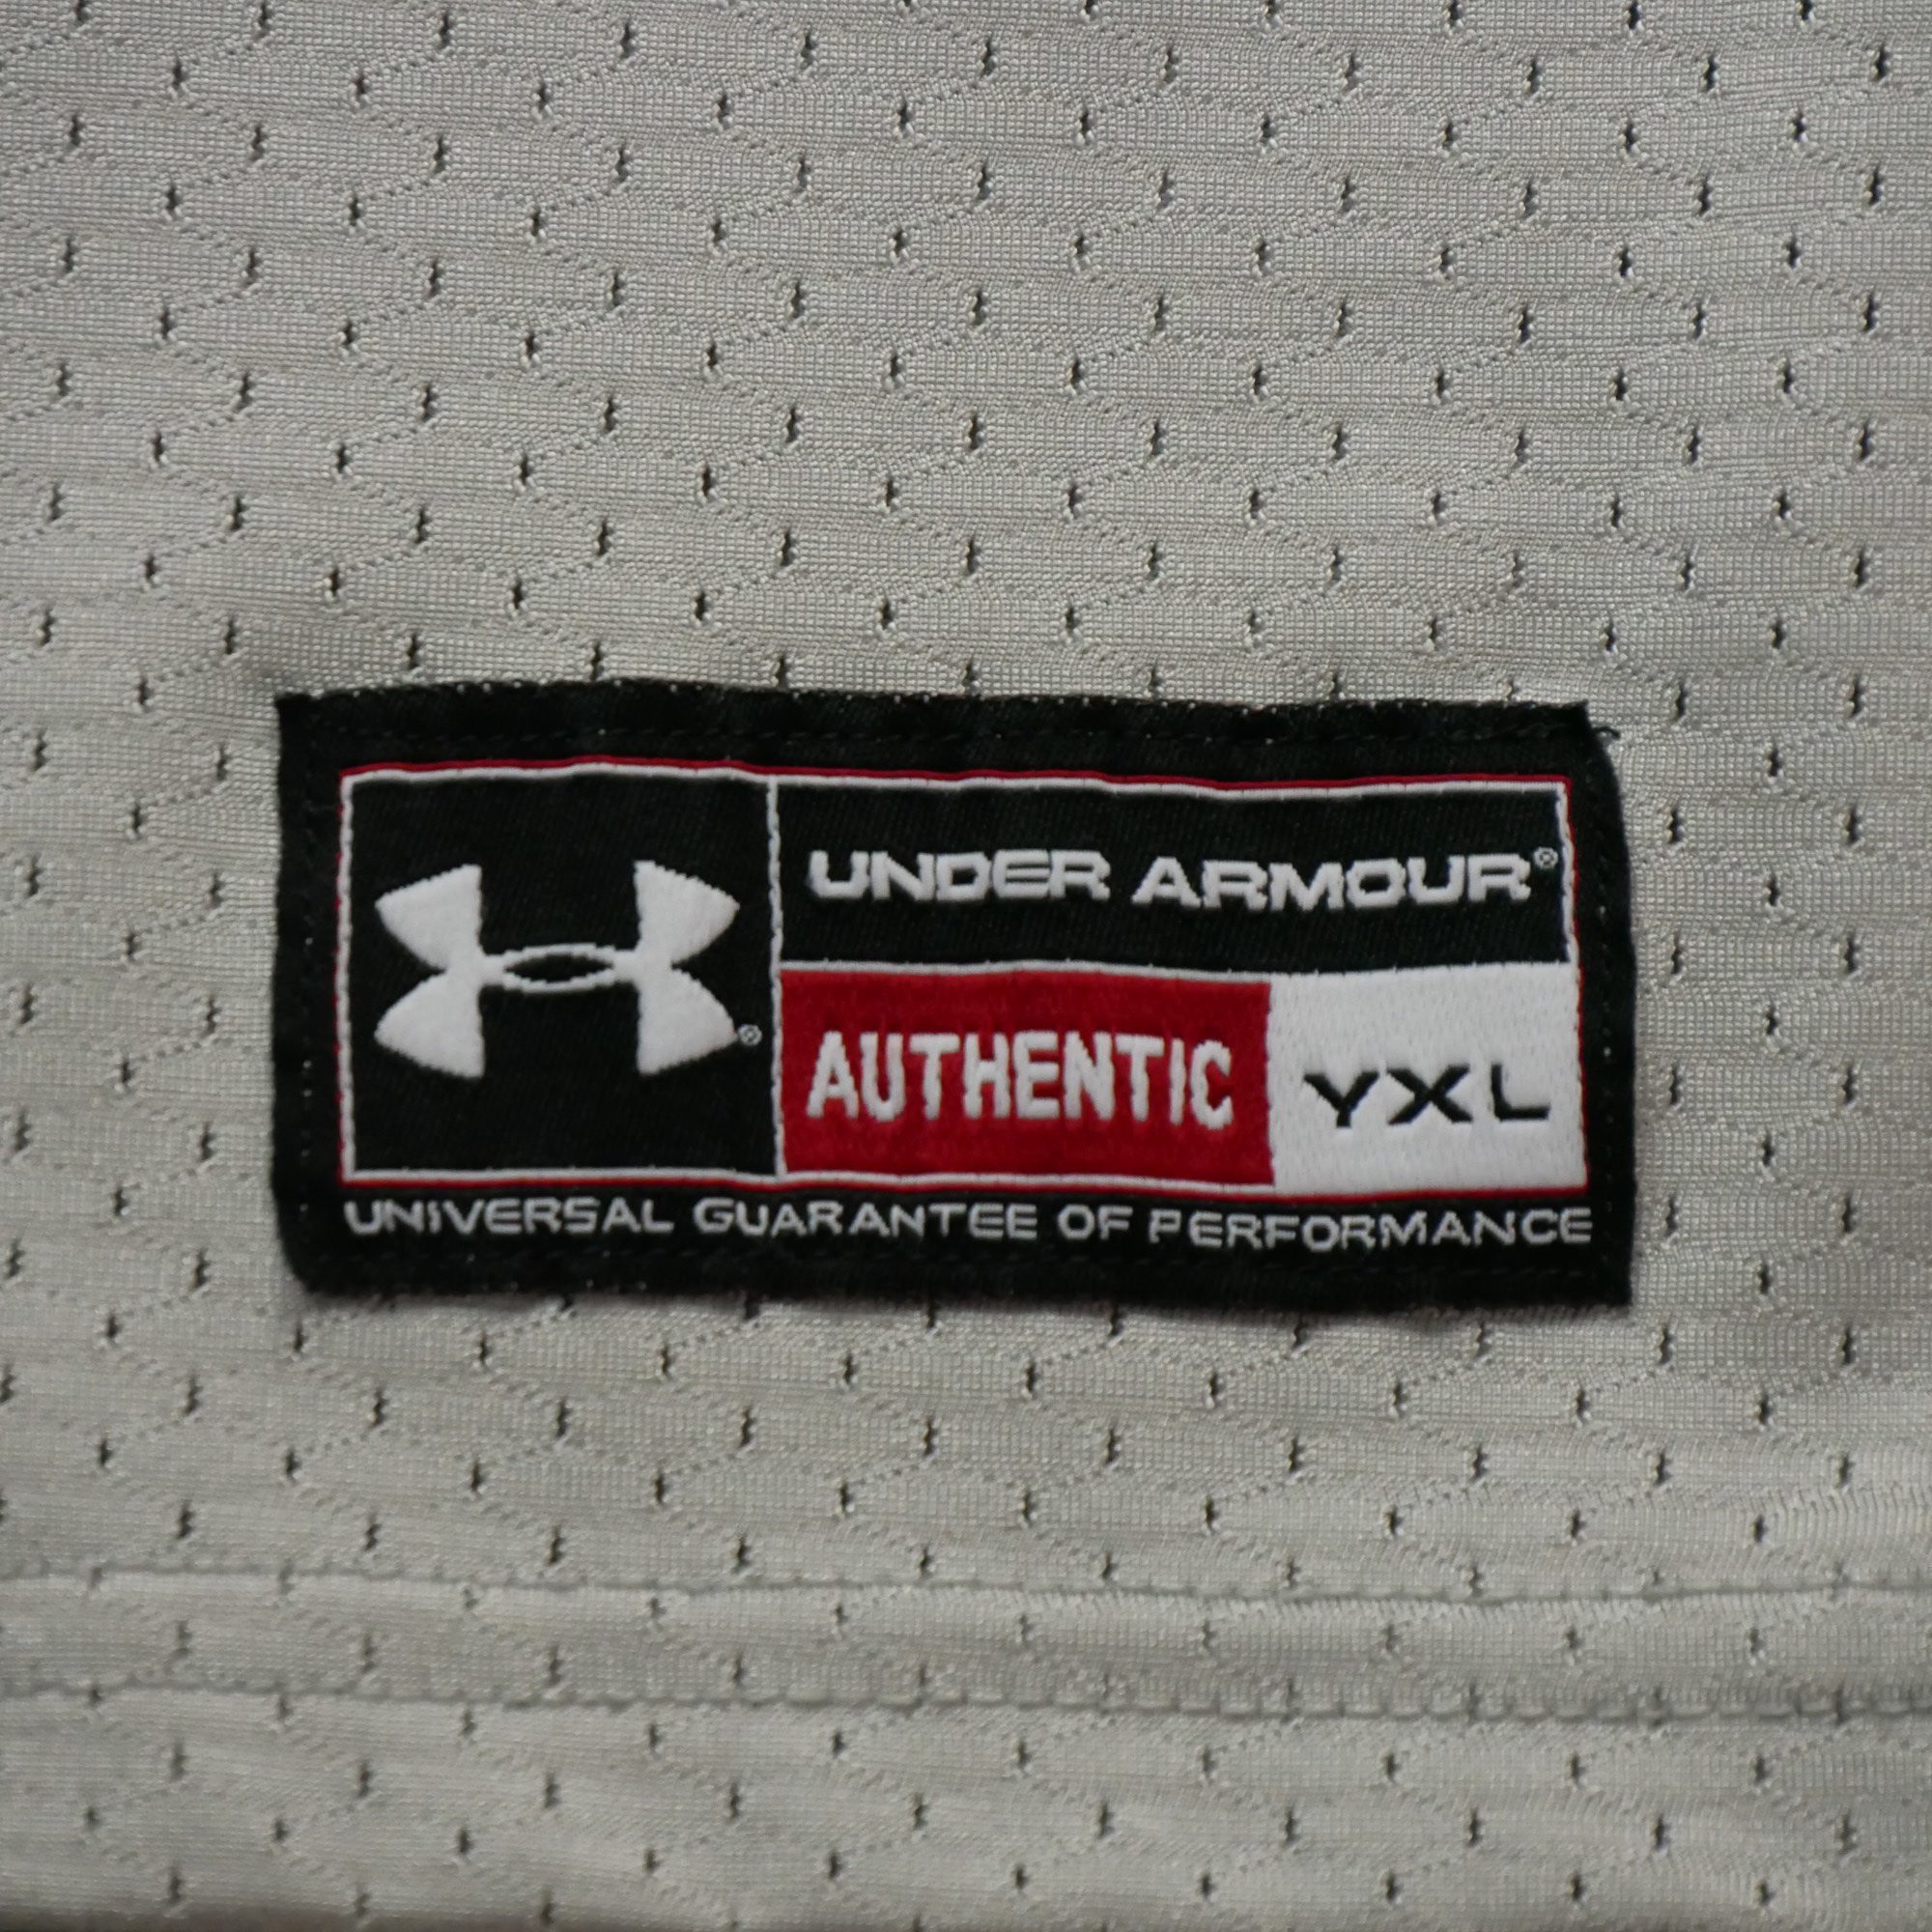 UNDER ARMOUR®
®
AUTHENTIC YXL
UNIVERSAL GUARANTEE OF PERFORMANCE